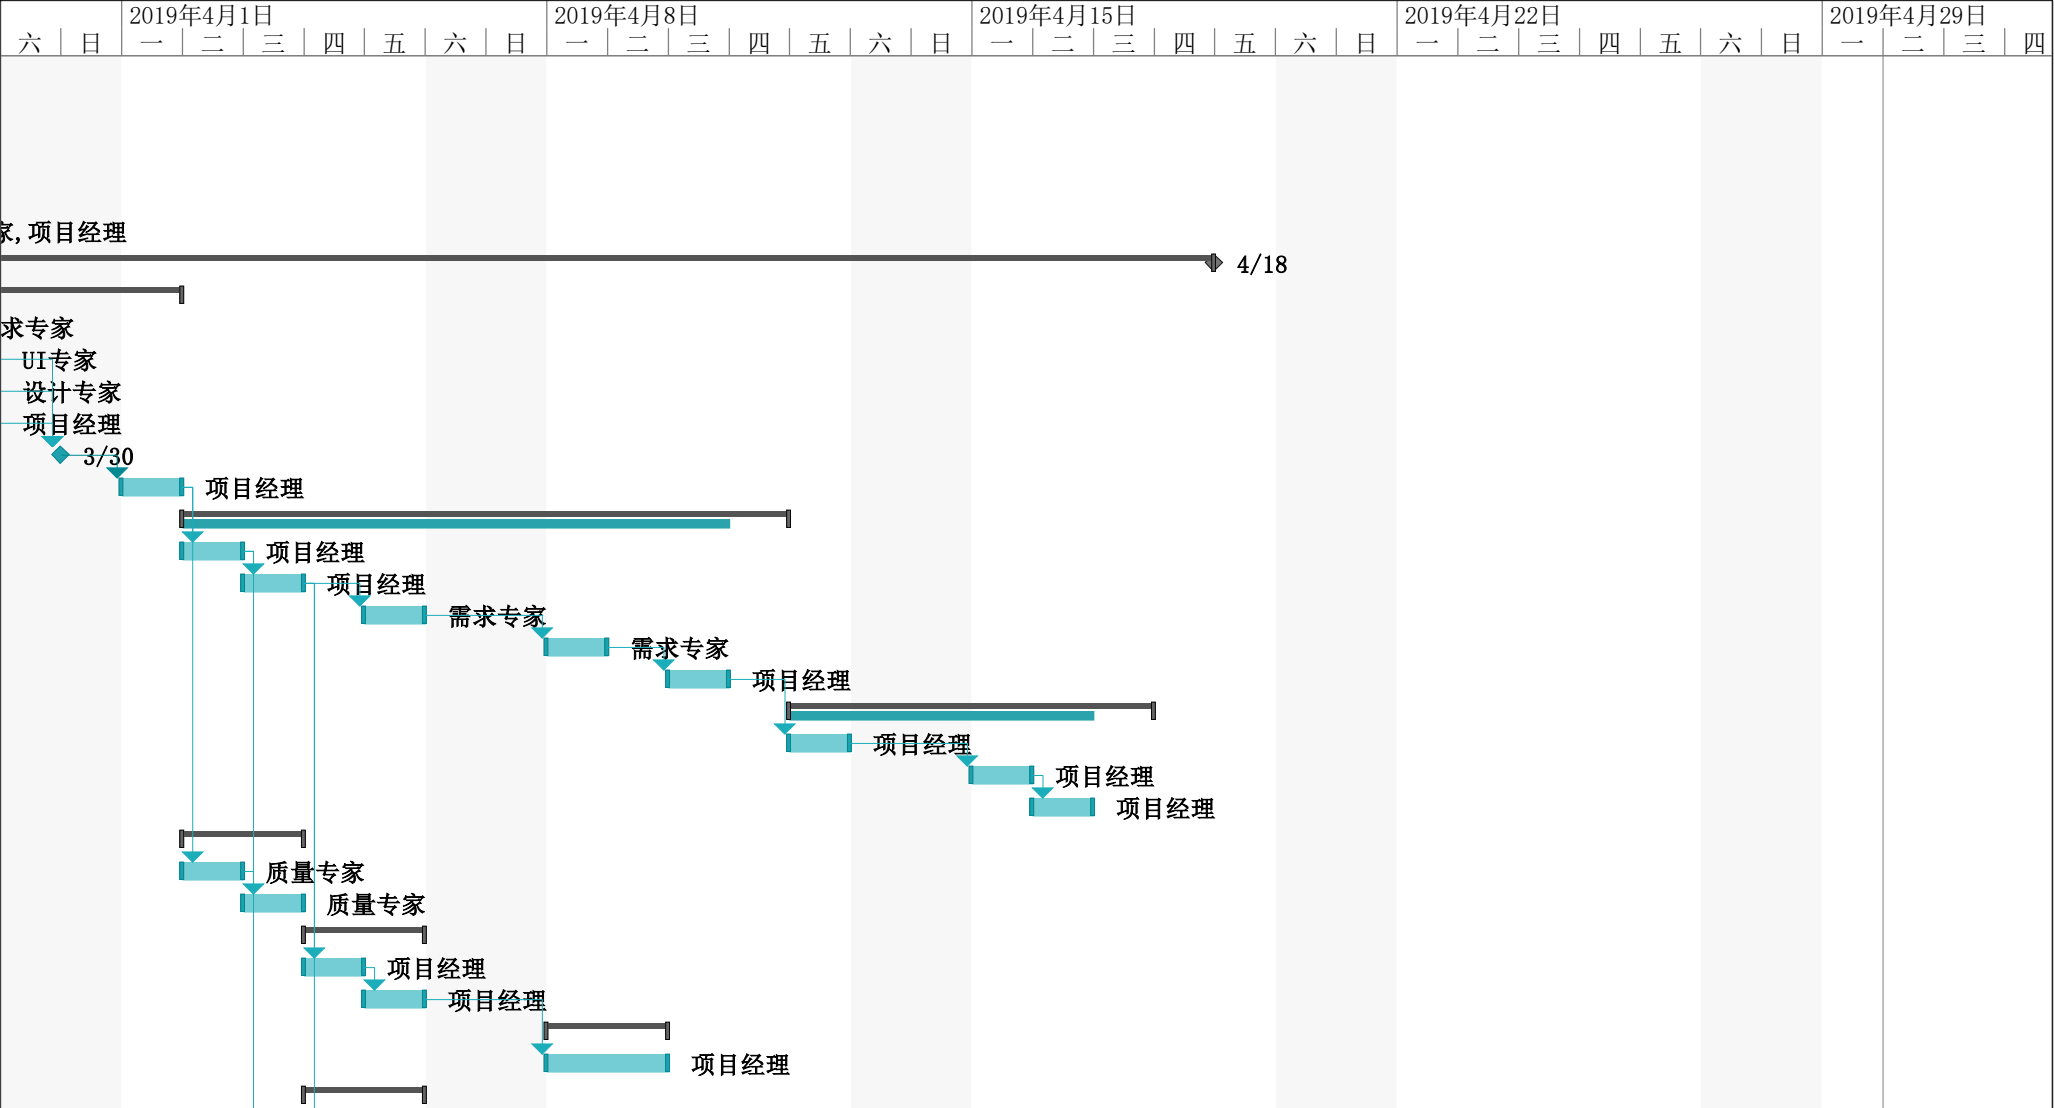 2019年4月1日 2019年4月8日 2019年4月15日 2019年4月22日 2019年4月29日
六 日 一 二 三 四 五 六 日 一 二 三 四 五 六 日 一 二 三 四 五 六 日 一 二 三 四 五 六 日 一 二 三 四
家,项目经理
4/18
求专家
UI专家
设计专家
项目经理
3/30
项目经理
项目经理
项目经理
需求专家
需求专家
项目经理
项目经理
项目经理
项目经理
质量专家
质量专家
项目经理
项目经理
项目经理